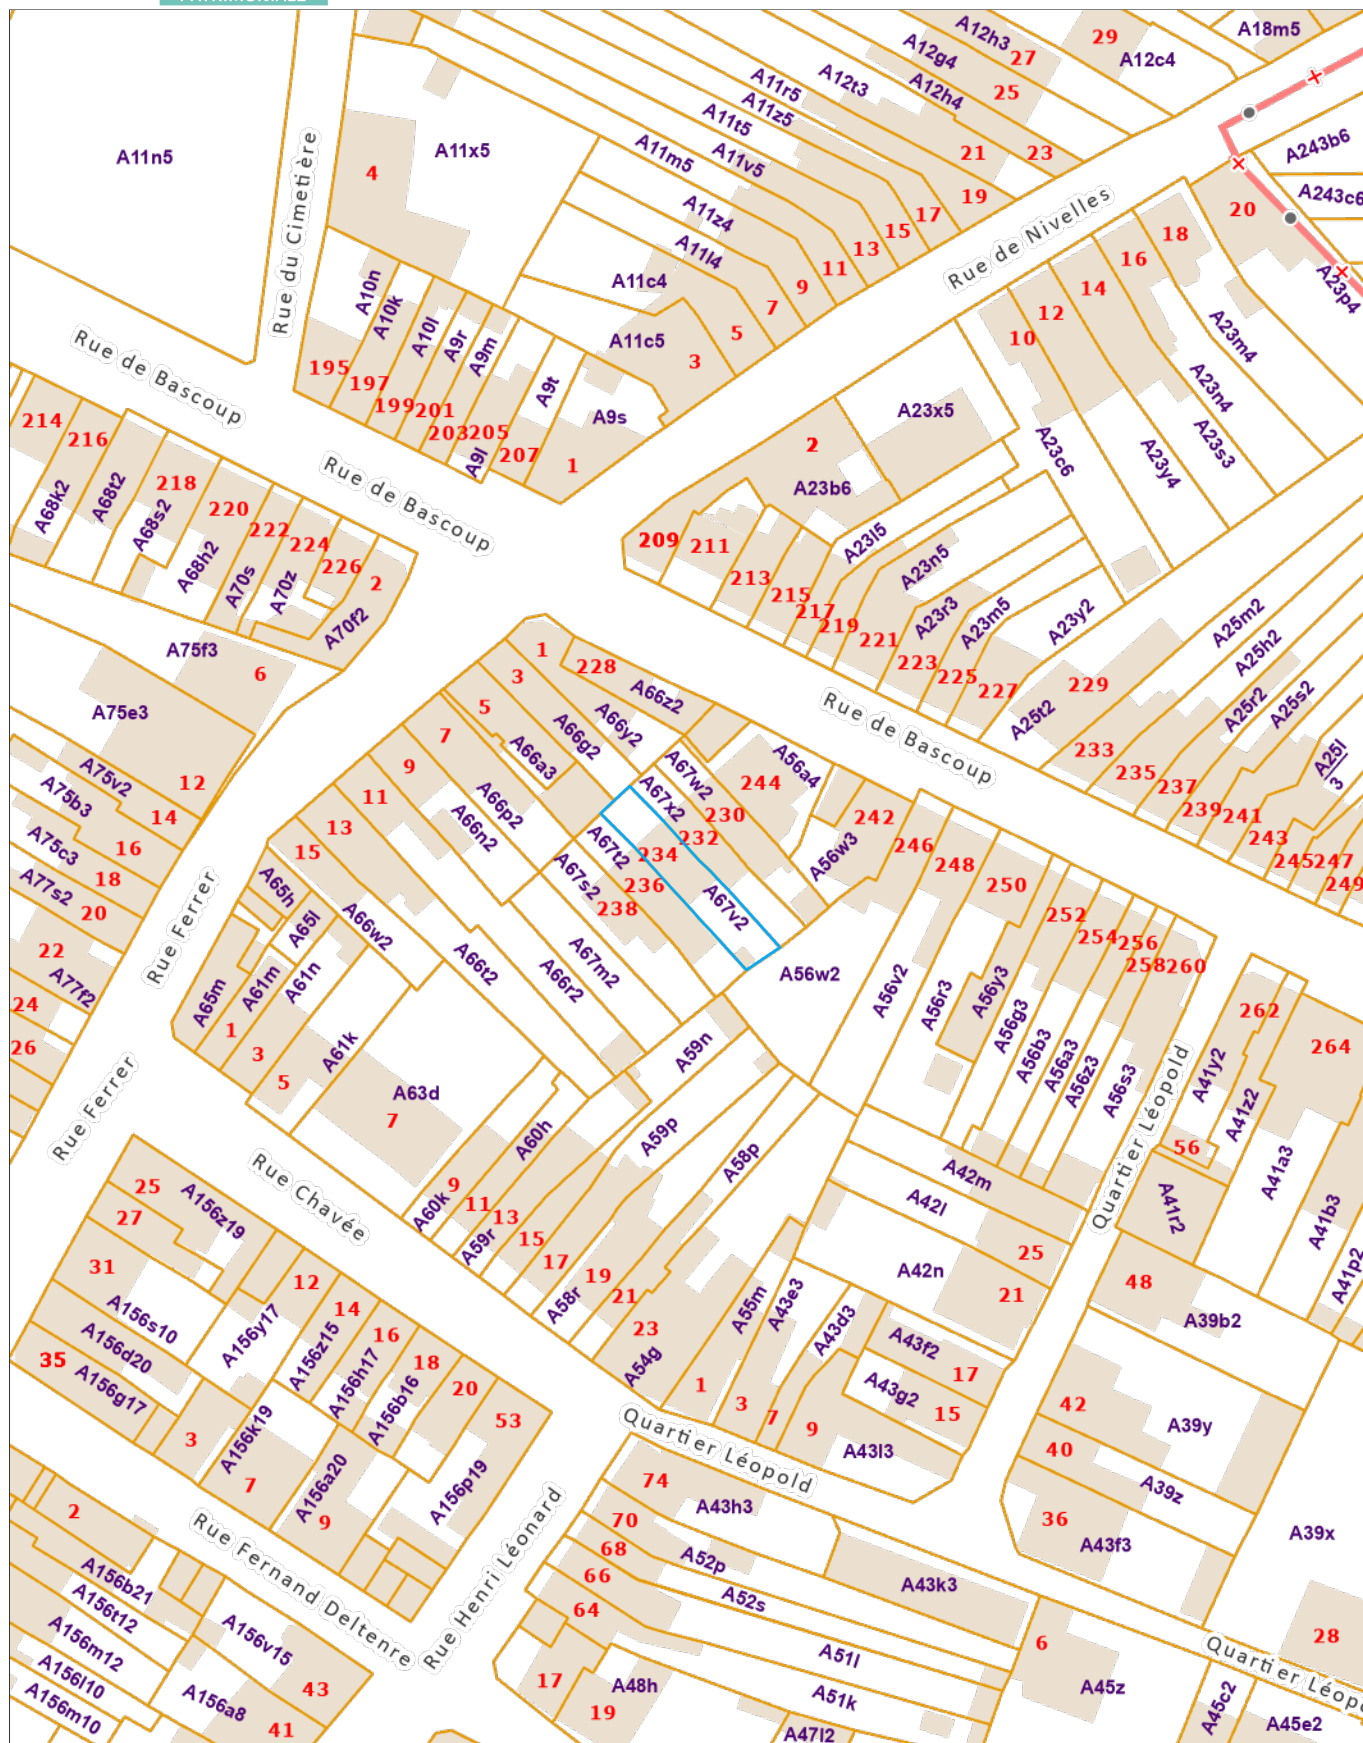 A12h3
29
A18m5
A12g4
27
A12c4
A12t3
25
A11r5
A12h4
A11z5
A11t5
A243b6
A11n5
4
A11x5
A11m5
A11v5
21
23
Rue du Cimetière
A11z4
19
A243c6
17
20
15
Rue de Nivelles
18
A11l4
13
16
A11c4
11
14
A23p4
A10n
A10k
9
12
A10l
A9r
A9m
7
5
10
A23m4
A11c5
3
Rue de Bascoup
195
197
199
201
A9t
A9s
A23x5
A23n4
214
216
203
205
2
A23c6
A23s3
A9l
207
1
A23y4
Rue de Bascoup
A23b6
A68k2
A68t2
218
A68s2
220
222
224
226
2
209
211
A23l5
A23n5
A68h2
A70s
A70z
A70f2
213
215
217
219
A23r3
A23m5
A23y2
A25m2
A25h2
A75f3
6
1
3
228
221
223
225
227
229
A66z2
A25r2
A25s2
A75e3
5
7
A66g2
A66y2
Rue de Bascoup
A25t2
A66a3
233
A25l
3
A75v2
12
9
A67w2
A56a4
235
237
239
241
A75b3
14
11
A66p2
A67x2
244
230
242
243
245
247
249
A75c3
16
13
A66n2
232
246
A77s2
18
15
A67t2
234
A56w3
248
20
A65h
A67s2
236
A67v2
250
Rue Ferrer
A66w2
238
252
254
256
258
260
22
A65l
A66t2
A67m2
A77f2
A65m
A61m
A61n
A66r2
A56w2
A56v2
A56r3
A56y3
24
26
1
3
5
A61k
A59n
A56g3
A56b3
A56a3
A56z3
A56s3
262
264
A41y2
Rue Ferrer
A63d
7
A41z2
A60h
A59p
A58p
Quartier Léopold
56
A41a3
Rue Chavée
A42m
A42l
A41r2
A41b3
25
A156z19
27
9
11
13
15
17
A60k
A59r
31
12
A42n
25
21
48
A41p2
A58r
19
21
23
A55m
A43e3
A43d3
A39b2
A156s10
14
16
18
20
53
A156y17
A156z15
A156h17
A156b16
A156d20
35
A156g17
A54g
A43f2
17
1
3
7
9
A43g2
15
42
A39y
3
A156k19
7
A156a20
9
A156p19
Quartier Léopold
A43l3
40
A39z
74
A43h3
36
A43f3
A39x
2
Rue Fernand Deltenre
Rue Henri Léonard
70
68
66
64
A52p
A52s
A43k3
A156b21
A156t12
A156m12
A156l10
A156m10
A156v15
A156a8
43
41
17
19
A48h
A51l
A51k
A47l2
6
A45z
28
Quartier Léopo
A45c2
A45e2